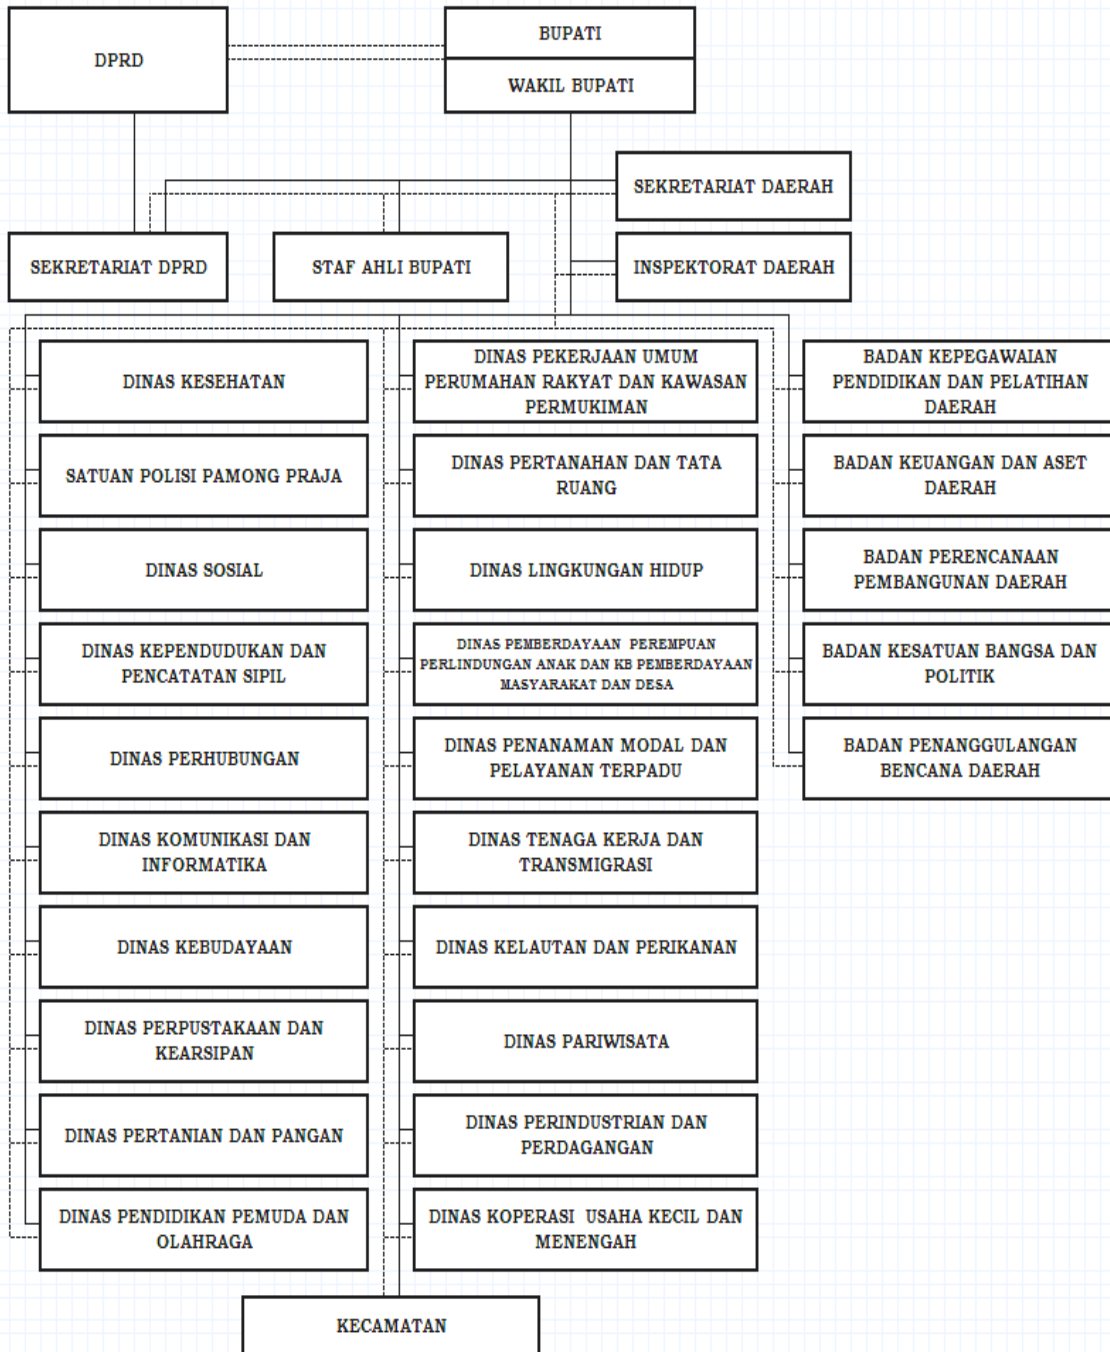 DPRD
BUPATI
WAKIL BUPATI
SEKRETARIAT DAERAH
SEKRETARIAT DPRD
STAF AHLI BUPATI
INSPEKTORAT DAERAH
DINAS KESEHATAN
SATUAN POLISI PAMONG PRAJA
DINAS SOSIAL
DINAS KEPENDUDUKAN DAN
PENCATATAN SIPIL
DINAS PERHUBUNGAN
DINAS KOMUNIKASI DAN
INFORMATIKA
DINAS KEBUDAYAAN
DINAS PERPUSTAKAAN DAN
KEARSIPAN
DINAS PERTANIAN DAN PANGAN
DINAS PENDIDIKAN PEMUDA DAN
OLAHRAGA
DINAS PEKERJAAN UMUM
PERUMAHAN RAKYAT DAN KAWASAN
PERMUKIMAN
DINAS PERTANAHAN DAN TATA
RUANG
DINAS LINGKUNGAN HIDUP
DINAS PEMBERDAYAAN PEREMPUAN
PERLINDUNGAN ANAK DAN KB PEMBERDAYAAN
MASYARAKAT DAN DESA
DINAS PENANAMAN MODAL DAN
PELAYANAN TERPADU
DINAS TENAGA KERJA DAN
TRANSMIGRASI
DINAS KELAUTAN DAN PERIKANAN
DINAS PARIWISATA
DINAS PERINDUSTRIAN DAN
PERDAGANGAN
DINAS KOPERASI USAHA KECIL DAN
MENENGAH
BADAN KEPEGAWAIAN
PENDIDIKAN DAN PELATIHAN
DAERAH
BADAN KEUANGAN DAN ASET
DAERAH
BADAN PERENCANAAN
PEMBANGUNAN DAERAH
BADAN KESATUAN BANGSA DAN
POLITIK
BADAN PENANGGULANGAN
BENCANA DAERAH
KECAMATAN